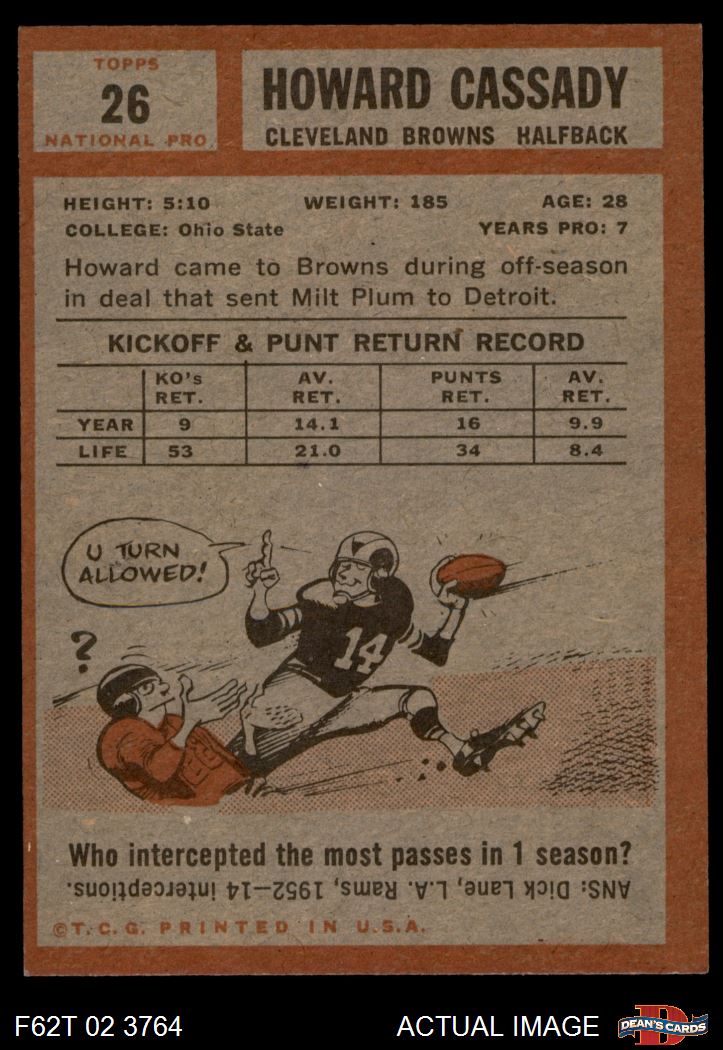 TOPPS
26
NATIONAL PRO
HOWARD CASSADY
CLEVELAND BROWNS HALFBACK
HEIGHT: 5:10 WEIGHT: 185 AGE: 28
COLLEGE: Ohio State YEARS PRO: 7
Howard came to Browns during off-season
in deal that sent Milt Plum to Detroit.
KICKOFF & PUNT RETURN RECORD
KO's RET. AV. RET. PUNTS RET. AV. RET.
YEAR 9 14.1 16 9.9
LIFE 53 21.0 34 8.4
U TURN
ALLOWED!
?
14
Who intercepted the most passes in 1 season?
ANS: Dick Lane, L.A. Rams, 1952—14 interceptions.
©T.C.G. PRINTED IN U.S.A.
F62T 02 3764 ACTUAL IMAGE
D
DEAN'S CARDS